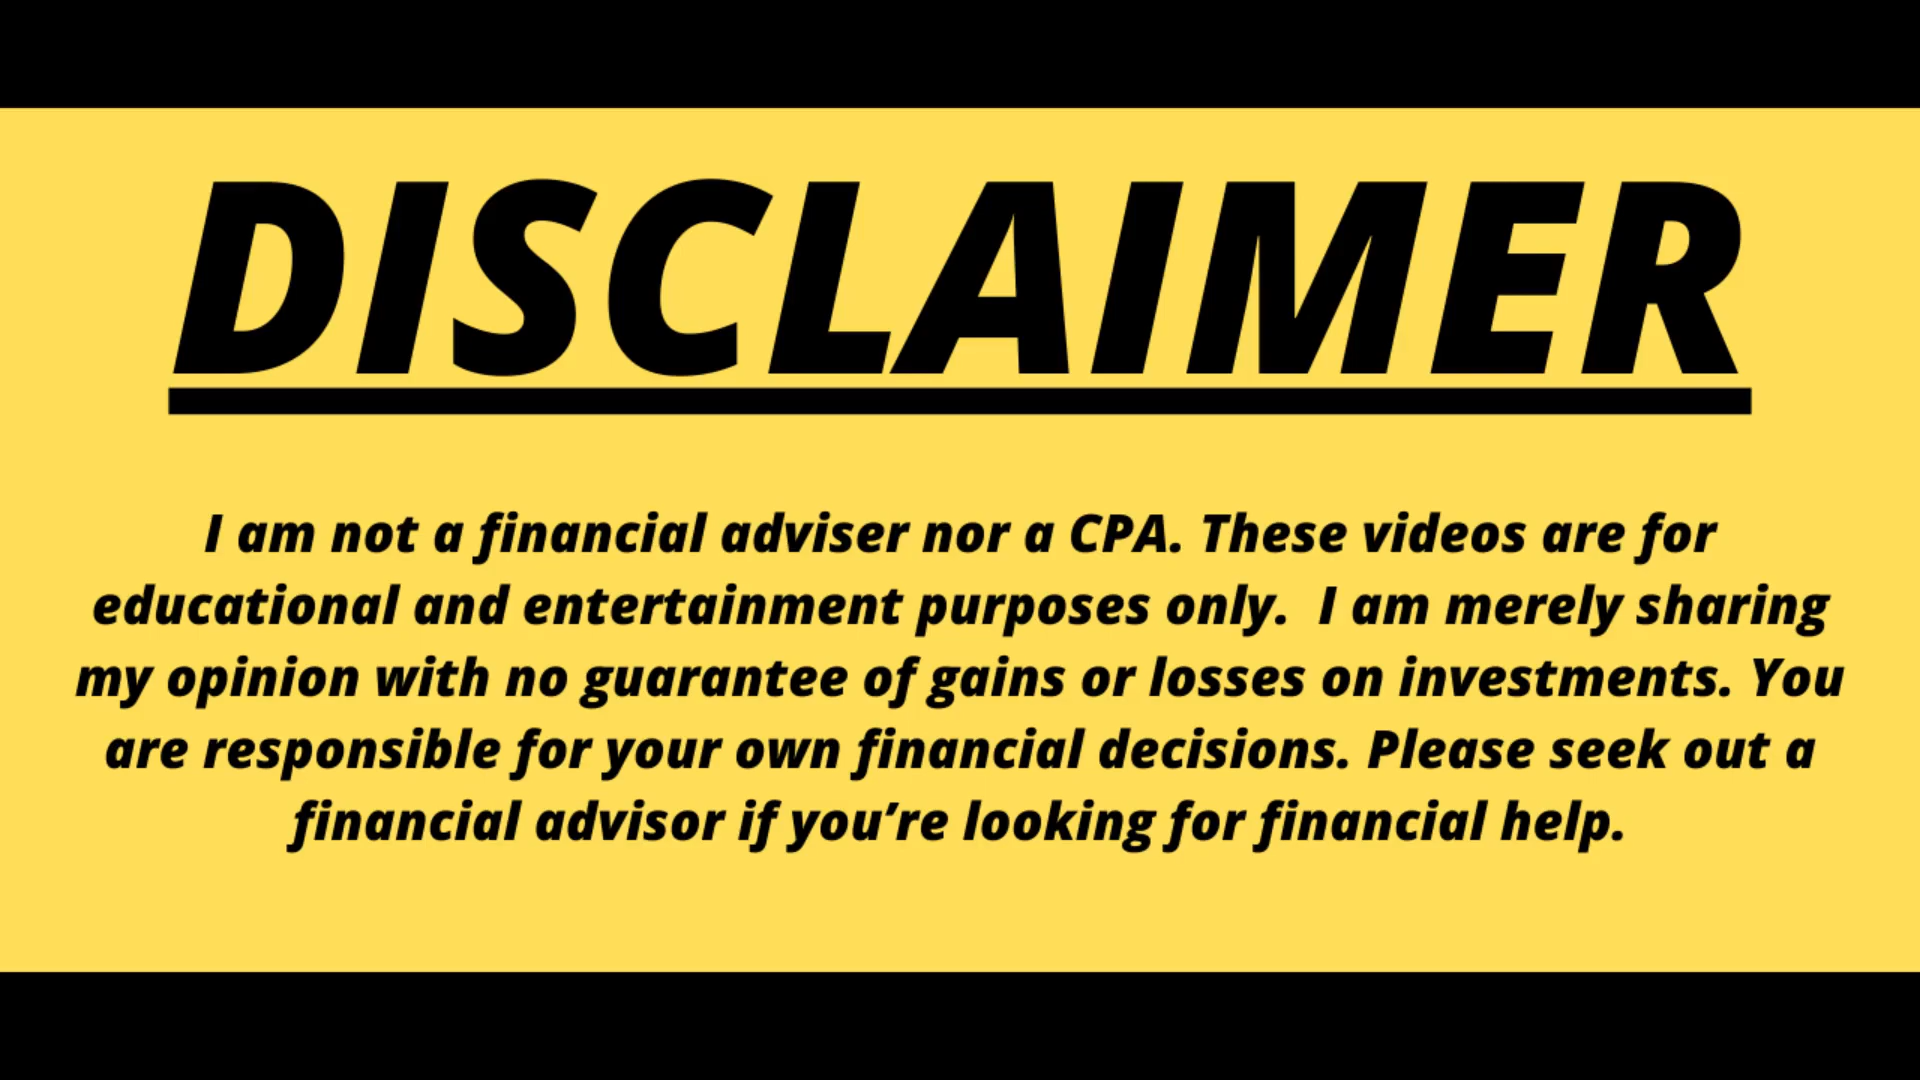 DISCLAIMER
I am not a financial adviser nor a CPA. These videos are for
educational and entertainment purposes only.  I am merely sharing
my opinion with no guarantee of gains or losses on investments. You
are responsible for your own financial decisions. Please seek out a
financial advisor if you’re looking for financial help.